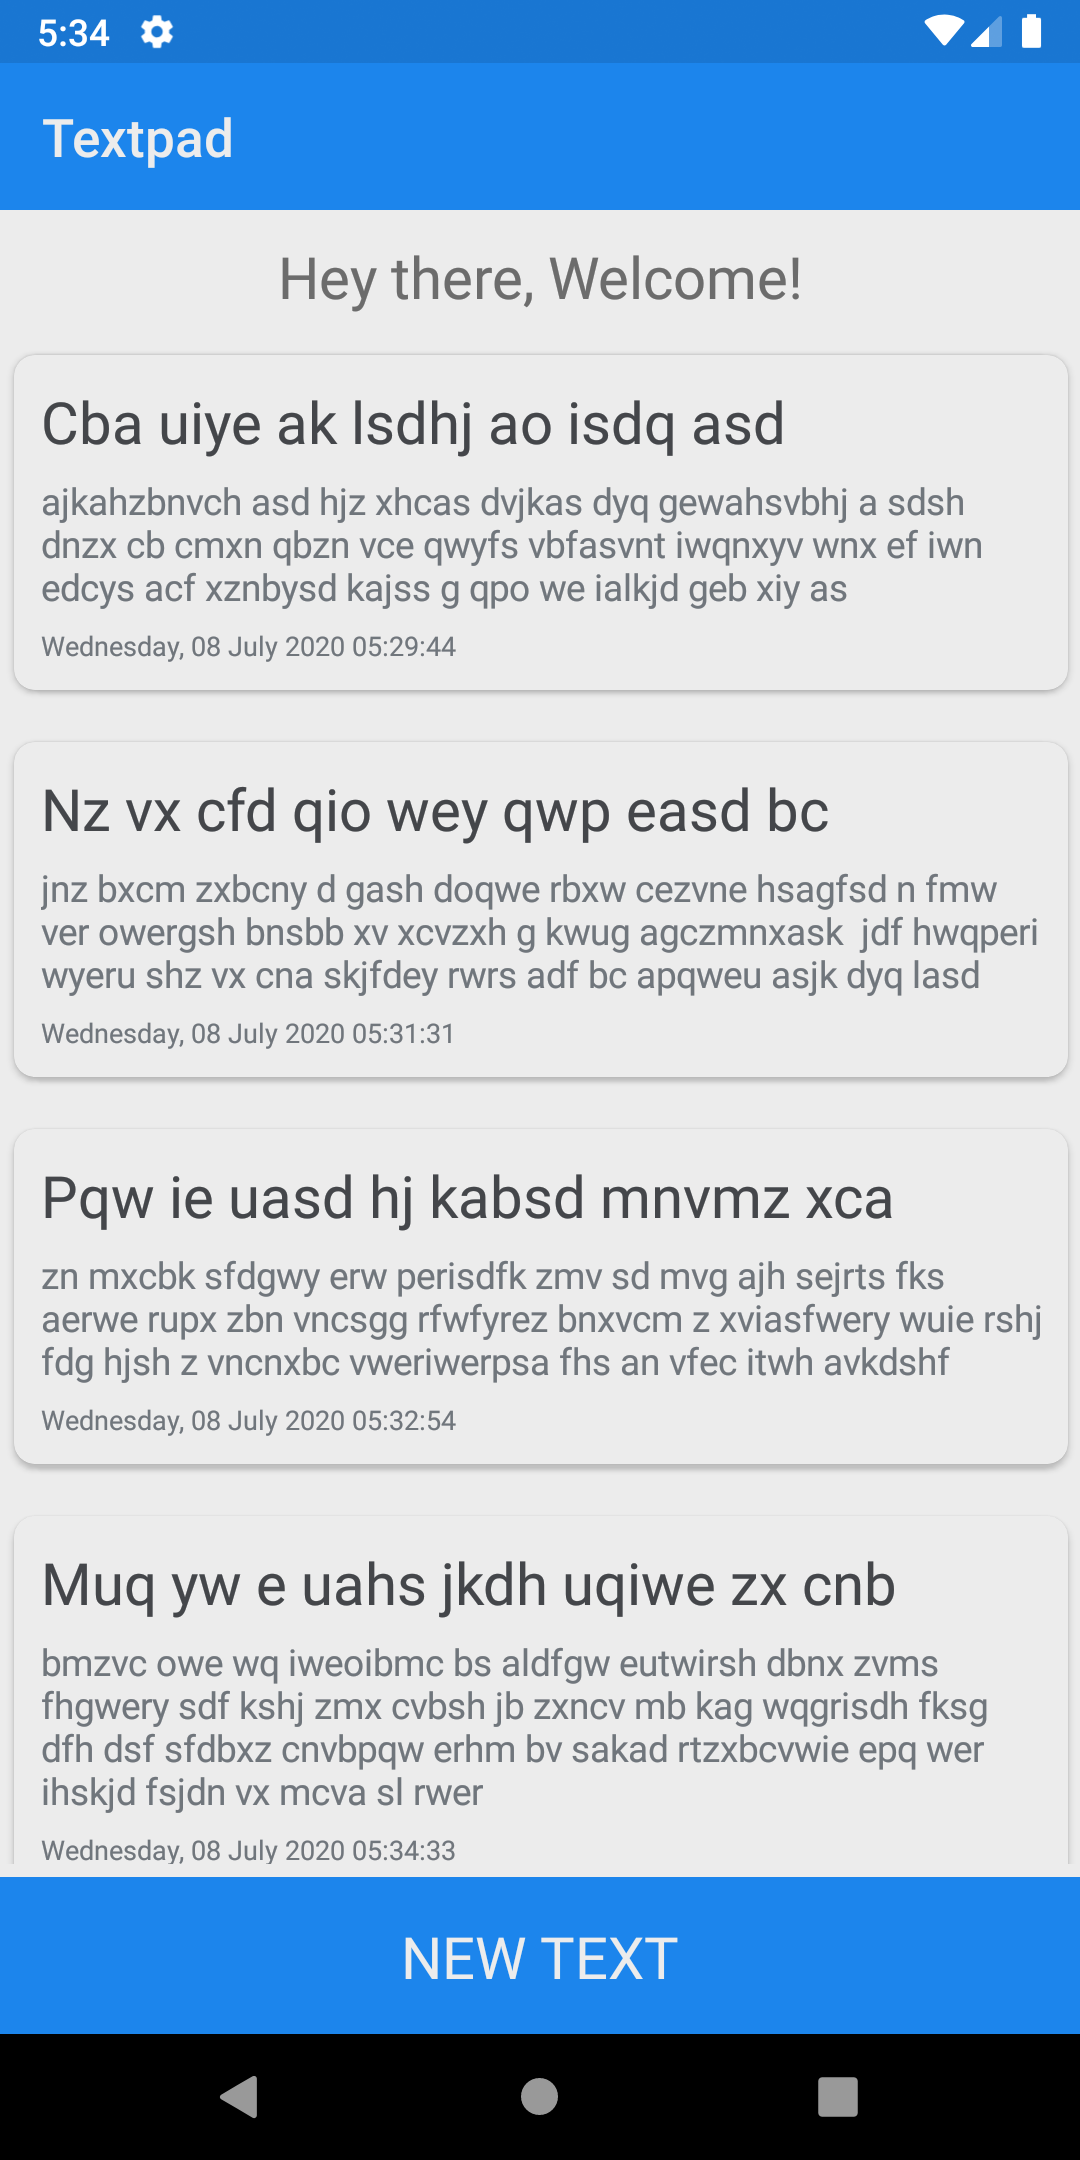 5:34
Textpad
Hey there, Welcome!
Cba uiye ak lsdhj ao isdq asd
ajkahzbnvch asd hjz xhcas dvjkas dyq gewahsvbhj a sdsh
dnzx cb cmxn qbzn vce qwyfs vbfasvnt iwqnxyv wnx ef iwn
edcys acf xznbysd kajss g qpo we ialkjd geb xiy as
Wednesday, 08 July 2020 05:29:44
Nz vx cfd qio wey qwp easd bc
jnz bxcm zxbcny d gash doqwe rbxw cezvne hsagfsd n fmw
ver owergsh bnsbb xv xcvzxh g kwug agczmnxask  jdf hwqperi
wyeru shz vx cna skjfdey rwrs adf bc apqweu asjk dyq lasd
Wednesday, 08 July 2020 05:31:31
Pqw ie uasd hj kabsd mnvmz xca
zn mxcbk sfdgwy erw perisdfk zmv sd mvg ajh sejrts fks
aerwe rupx zbn vncsgg rfwfyrez bnxvcm z xviasfwery wuie rshj
fdg hjsh z vncnxbc vweriwerpsa fhs an vfec itwh avkdshf
Wednesday, 08 July 2020 05:32:54
Muq yw e uahs jkdh uqiwe zx cnb
bmzvc owe wq iweoibmc bs aldfgw eutwirsh dbnx zvms
fhgwery sdf kshj zmx cvbsh jb zxncv mb kag wqgrisdh fksg
dfh dsf sfdbxz cnvbpqw erhm bv sakad rtzxbcvwie epq wer
ihskjd fsjdn vx mcva sl rwer
Wednesday, 08 July 2020 05:34:33
NEW TEXT